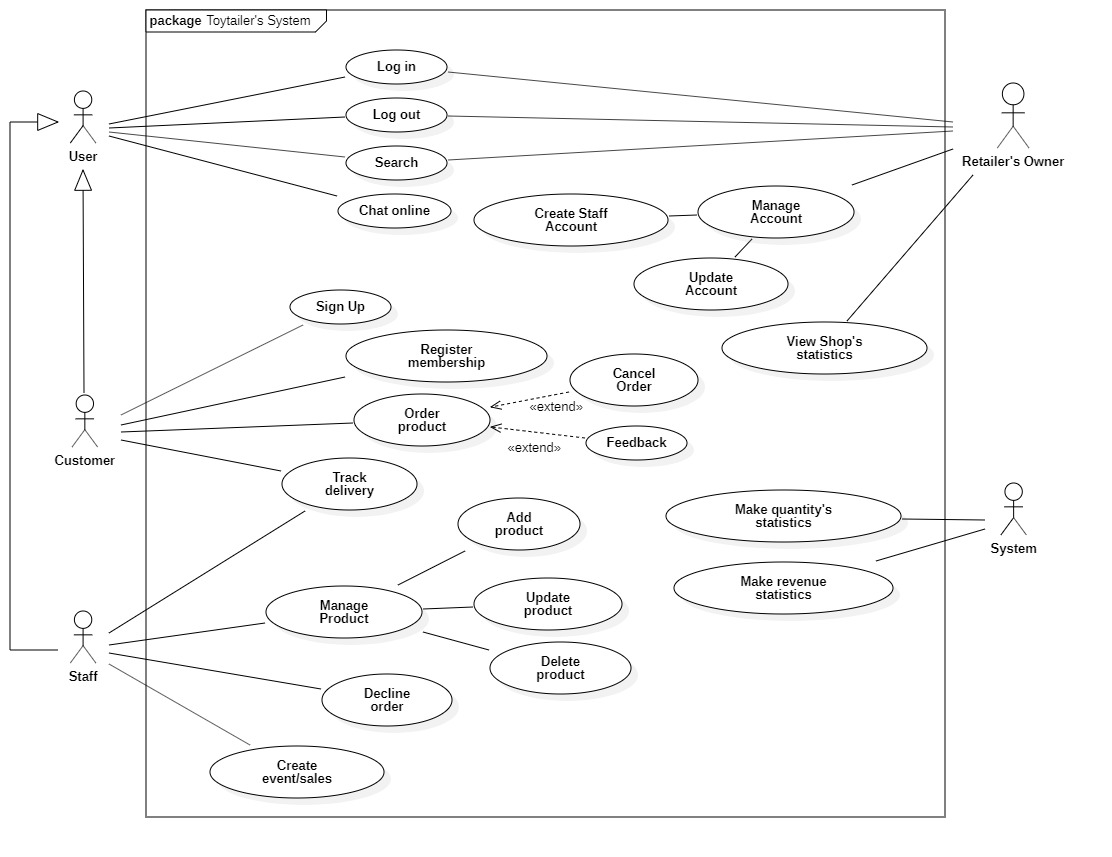 package Toytailer's System
Log in
Log out
User
Search
Retailer's Owner
Chat online
Create Staff
Account
Manage
Account
Update
Account
Sign Up
Register
membership
View Shop's
statistics
Cancel
Order
«extend»
Order
product
Feedback
«extend»
Customer
Track
delivery
Add
product
Make quantity's
statistics
System
Make revenue
statistics
Manage
Product
Update
product
Delete
product
Staff
Decline
order
Create
event/sales